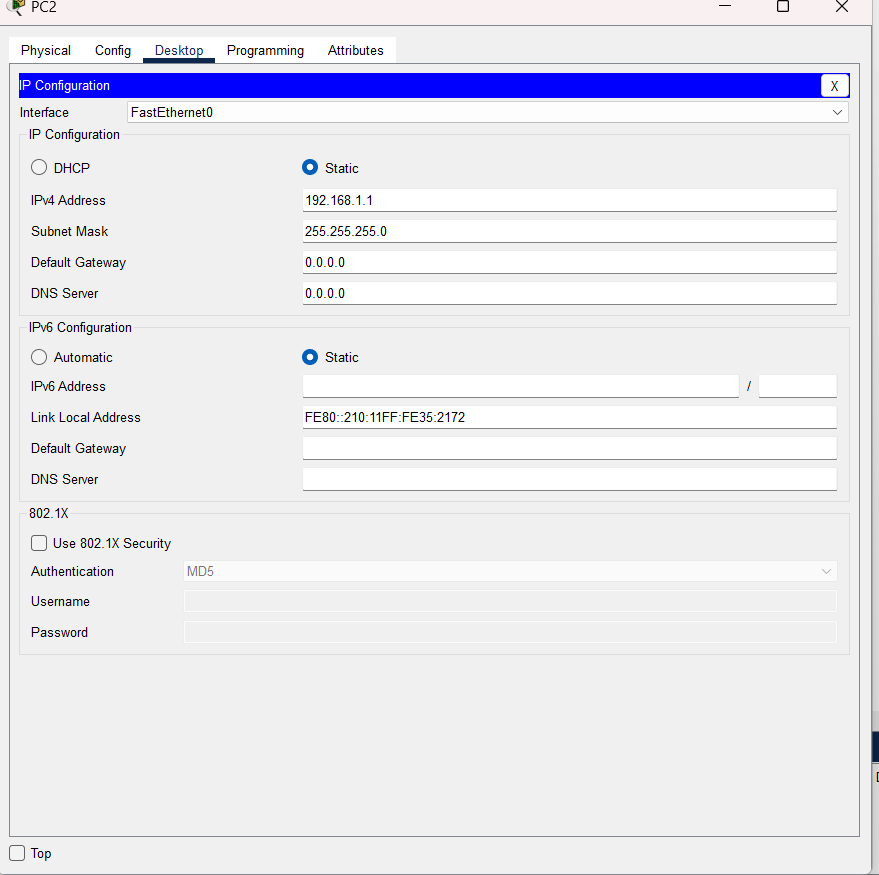 PC2
Physical Config Desktop Programming Attributes
IP Configuration X
Interface FastEthernet0
IP Configuration
DHCP Static
IPv4 Address 192.168.1.1
Subnet Mask 255.255.255.0
Default Gateway 0.0.0.0
DNS Server 0.0.0.0
IPv6 Configuration
Automatic Static
IPv6 Address /
Link Local Address FE80::210:11FF:FE35:2172
Default Gateway
DNS Server
802.1X
Use 802.1X Security
Authentication MD5
Username
Password
Top